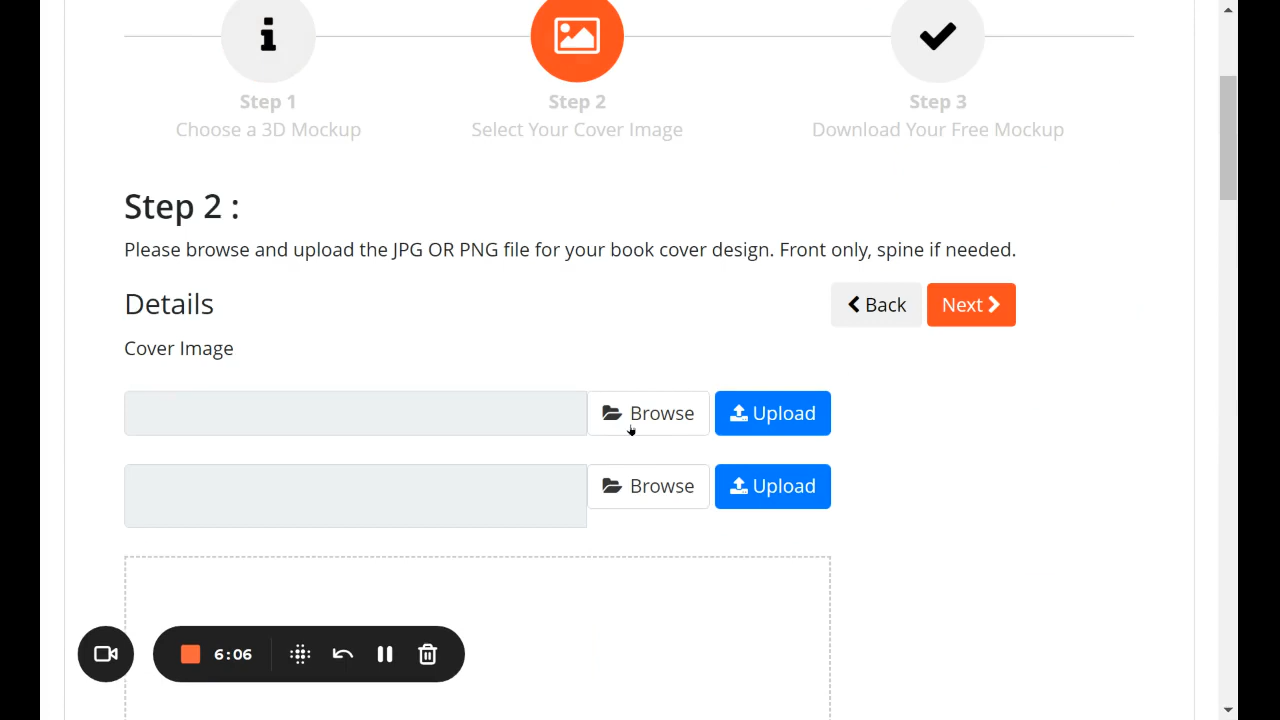 Step 1
Choose a 3D Mockup
Step 2
Select Your Cover Image
Step 3
Download Your Free Mockup
Step 2 :
Please browse and upload the JPG OR PNG file for your book cover design. Front only, spine if needed.
Details
Back
Next
Cover Image
Browse
Upload
Browse
Upload
6:06